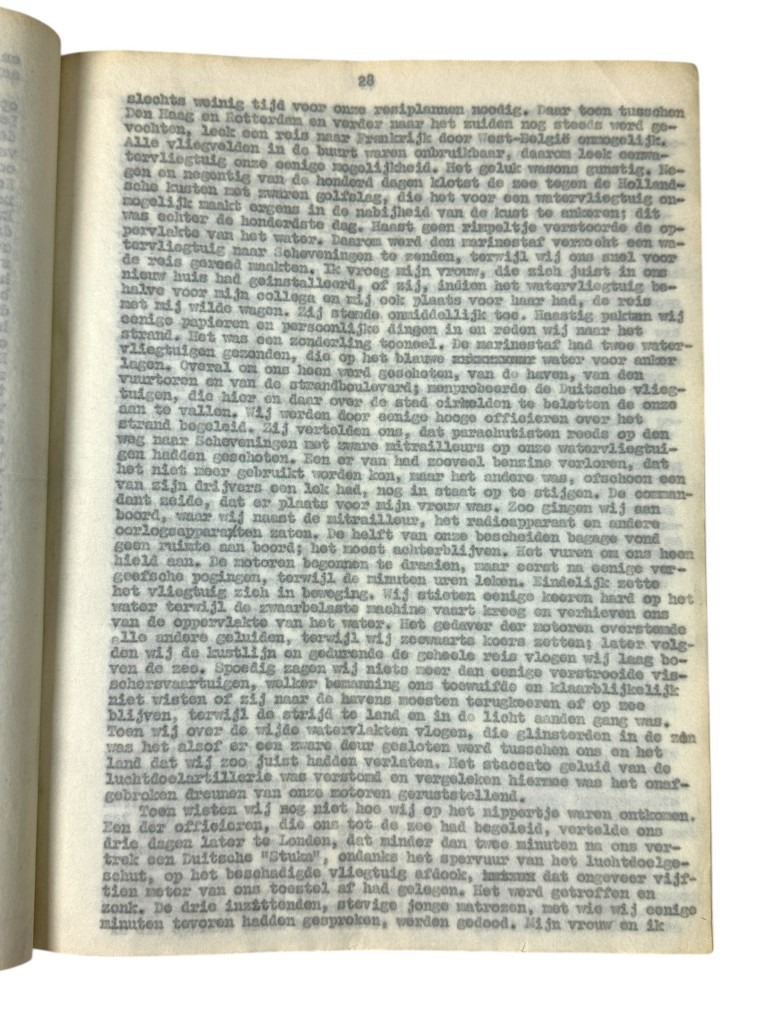 28
slechts weinig tijd voor onze resiplannen noodig. Daar toen tusschen
Den Haag en Rotterdam en verder naar het zuiden nog steeds werd ge-
vochten, leek een reis naar Frankrijk door West-België onmogelijk.
Alle vliegvelden in de buurt waren onbruikbaar, daarom leek eenwa-
tervliegtuig onze eenige mogelijkheid. Het geluk wasons gunstig. Ne-
gen en negentig van de honderd dagen klotst de zee tegen de Holland-
sche kusten met zwaren golfslag, die het voor een watervliegtuig on-
mogelijk maakt ergens in de nabijheid van de kust te ankeren; dit
was echter de honderdste dag. Haast geen rimpeltje verstoorde de op-
pervlakte van het water. Daarom werd den marinestaf verzocht een wa-
tervliegtuig naar Scheveningen te zenden, terwijl wij ons snel voor
de reis gereed maakten. Ik vroeg mijn vrouw, die zich juist in ons
nieuw huis had geinstalleerd, of zij, indien het watervliegtuig be-
halve voor mijn collega en mij ook plaats voor haar had, de reis
met mij wilde wagen. Zij stemde onmiddellijk toe. Haastig pakten wij
eenige papieren en persoonlijke dingen in en reden wij naar het
strand. Het was een zonderling tooneel. De marinestaf had twee water-
vliegtuigen gezonden, die op het blauwe water voor anker
lagen. Overal om ons heen werd geschoten, van de haven, van den
vuurtoren en van de strandboulevard; menprobeerde de Duitsche vlieg-
tuigen, die hier en daar over de stad cirkelden te beletten de onze
aan te vallen. Wij werden door eenige hooge officieren over het
strand begeleid. Zij vertelden ons, dat parachutisten reeds op den
weg naar Scheveningen met zware mitrailleurs op onze watervliegtui-
gen hadden geschoten. Een er van had zooveel benzine verloren, dat
het niet meer gebruikt worden kon, maar het andere was, ofschoon een
van zijn drijvers een lek had, nog in staat op te stijgen. De comman-
dant zeide, dat er plaats voor mijn vrouw was. Zoo gingen wij aan
boord, waar wij naast de mitrailleur, het radioapparaat en andere
oorlogsapparaten zaten. De helft van onze bescheiden bagage vond
geen ruimte aan boord; het moest achterblijven. Het vuren om ons heen
hield aan. De motoren begonnen te draaien, maar eerst na eenige ver-
geefsche pogingen, terwijl de minuten uren leken. Eindelijk zette
het vliegtuig zich in beweging. Wij stieten eenige keeren hard op het
water terwijl de zwaarbelaste machine vaart kreeg en verhieven ons
van de oppervlakte van het water. Het gedaver der motoren overstemde
alle andere geluiden, terwijl wij zeewaarts koers zetten; later volg-
den wij de kustlijn en gedurende de geheele reis vlogen wij laag bo-
ven de zee. Spoedig zagen wij niets meer dan eenige verstrooide vis-
schersvaartuigen, welker bemanning ons toewuifde en klaarblijkelijk
niet wisten of zij naar de havens moesten terugkeeren of op zee
blijven, terwijl de strijd te land en in de licht aanden gang was.
Toen wij over de wijde watervlakten vlogen, die glinsterden in de zon
was het alsof er een zware deur gesloten werd tusschen ons en het
land dat wij zoo juist hadden verlaten. Het staccato geluid van de
luchtdoelartillerie was verstomd en vergeleken hiermee was het onaf-
gebroken dreunen van onze motoren geruststellend.
Toen wisten wij nog niet hoe wij op het nippertje waren ontkomen.
Een der officieren, die ons tot de zee had begeleid, vertelde ons
drie dagen later te Londen, dat minder dan twee minuten na ons ver-
trek een Duitsche "Stuka", ondanks het spervuur van het luchtdoelge-
schut, op het beschadigde vliegtuig afdook, dat ongeveer vijf-
tien meter van ons toestel af had gelegen. Het werd getroffen en
zonk. De drie inzittenden, stevige jonge matrozen, met wie wij eenige
minuten tevoren hadden gesproken, werden gedood. Mijn vrouw en ik